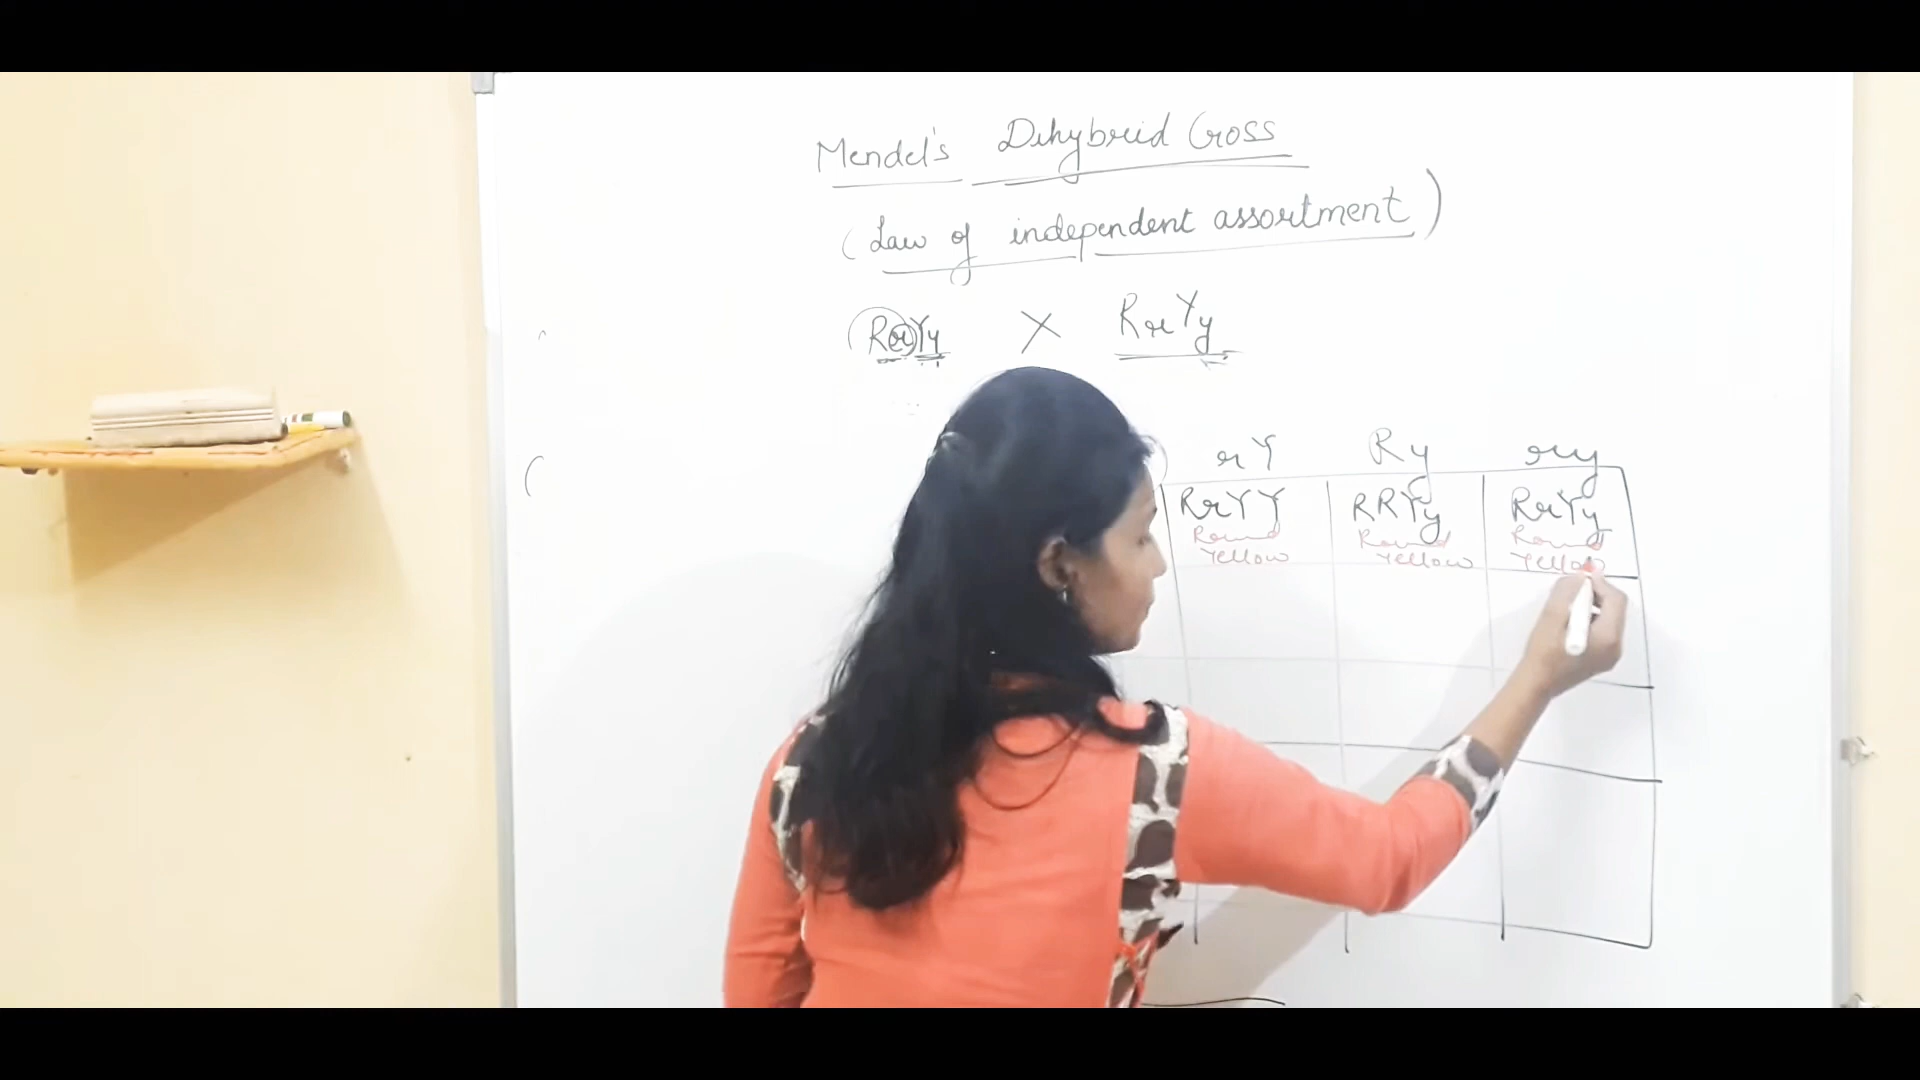 Mendel's Dihybrid Cross
(Law of independent assortment)
RrYy X RrYy
rY Ry ry
RrYY RRYy RrYy
Round Round Round
Yellow Yellow Yellow